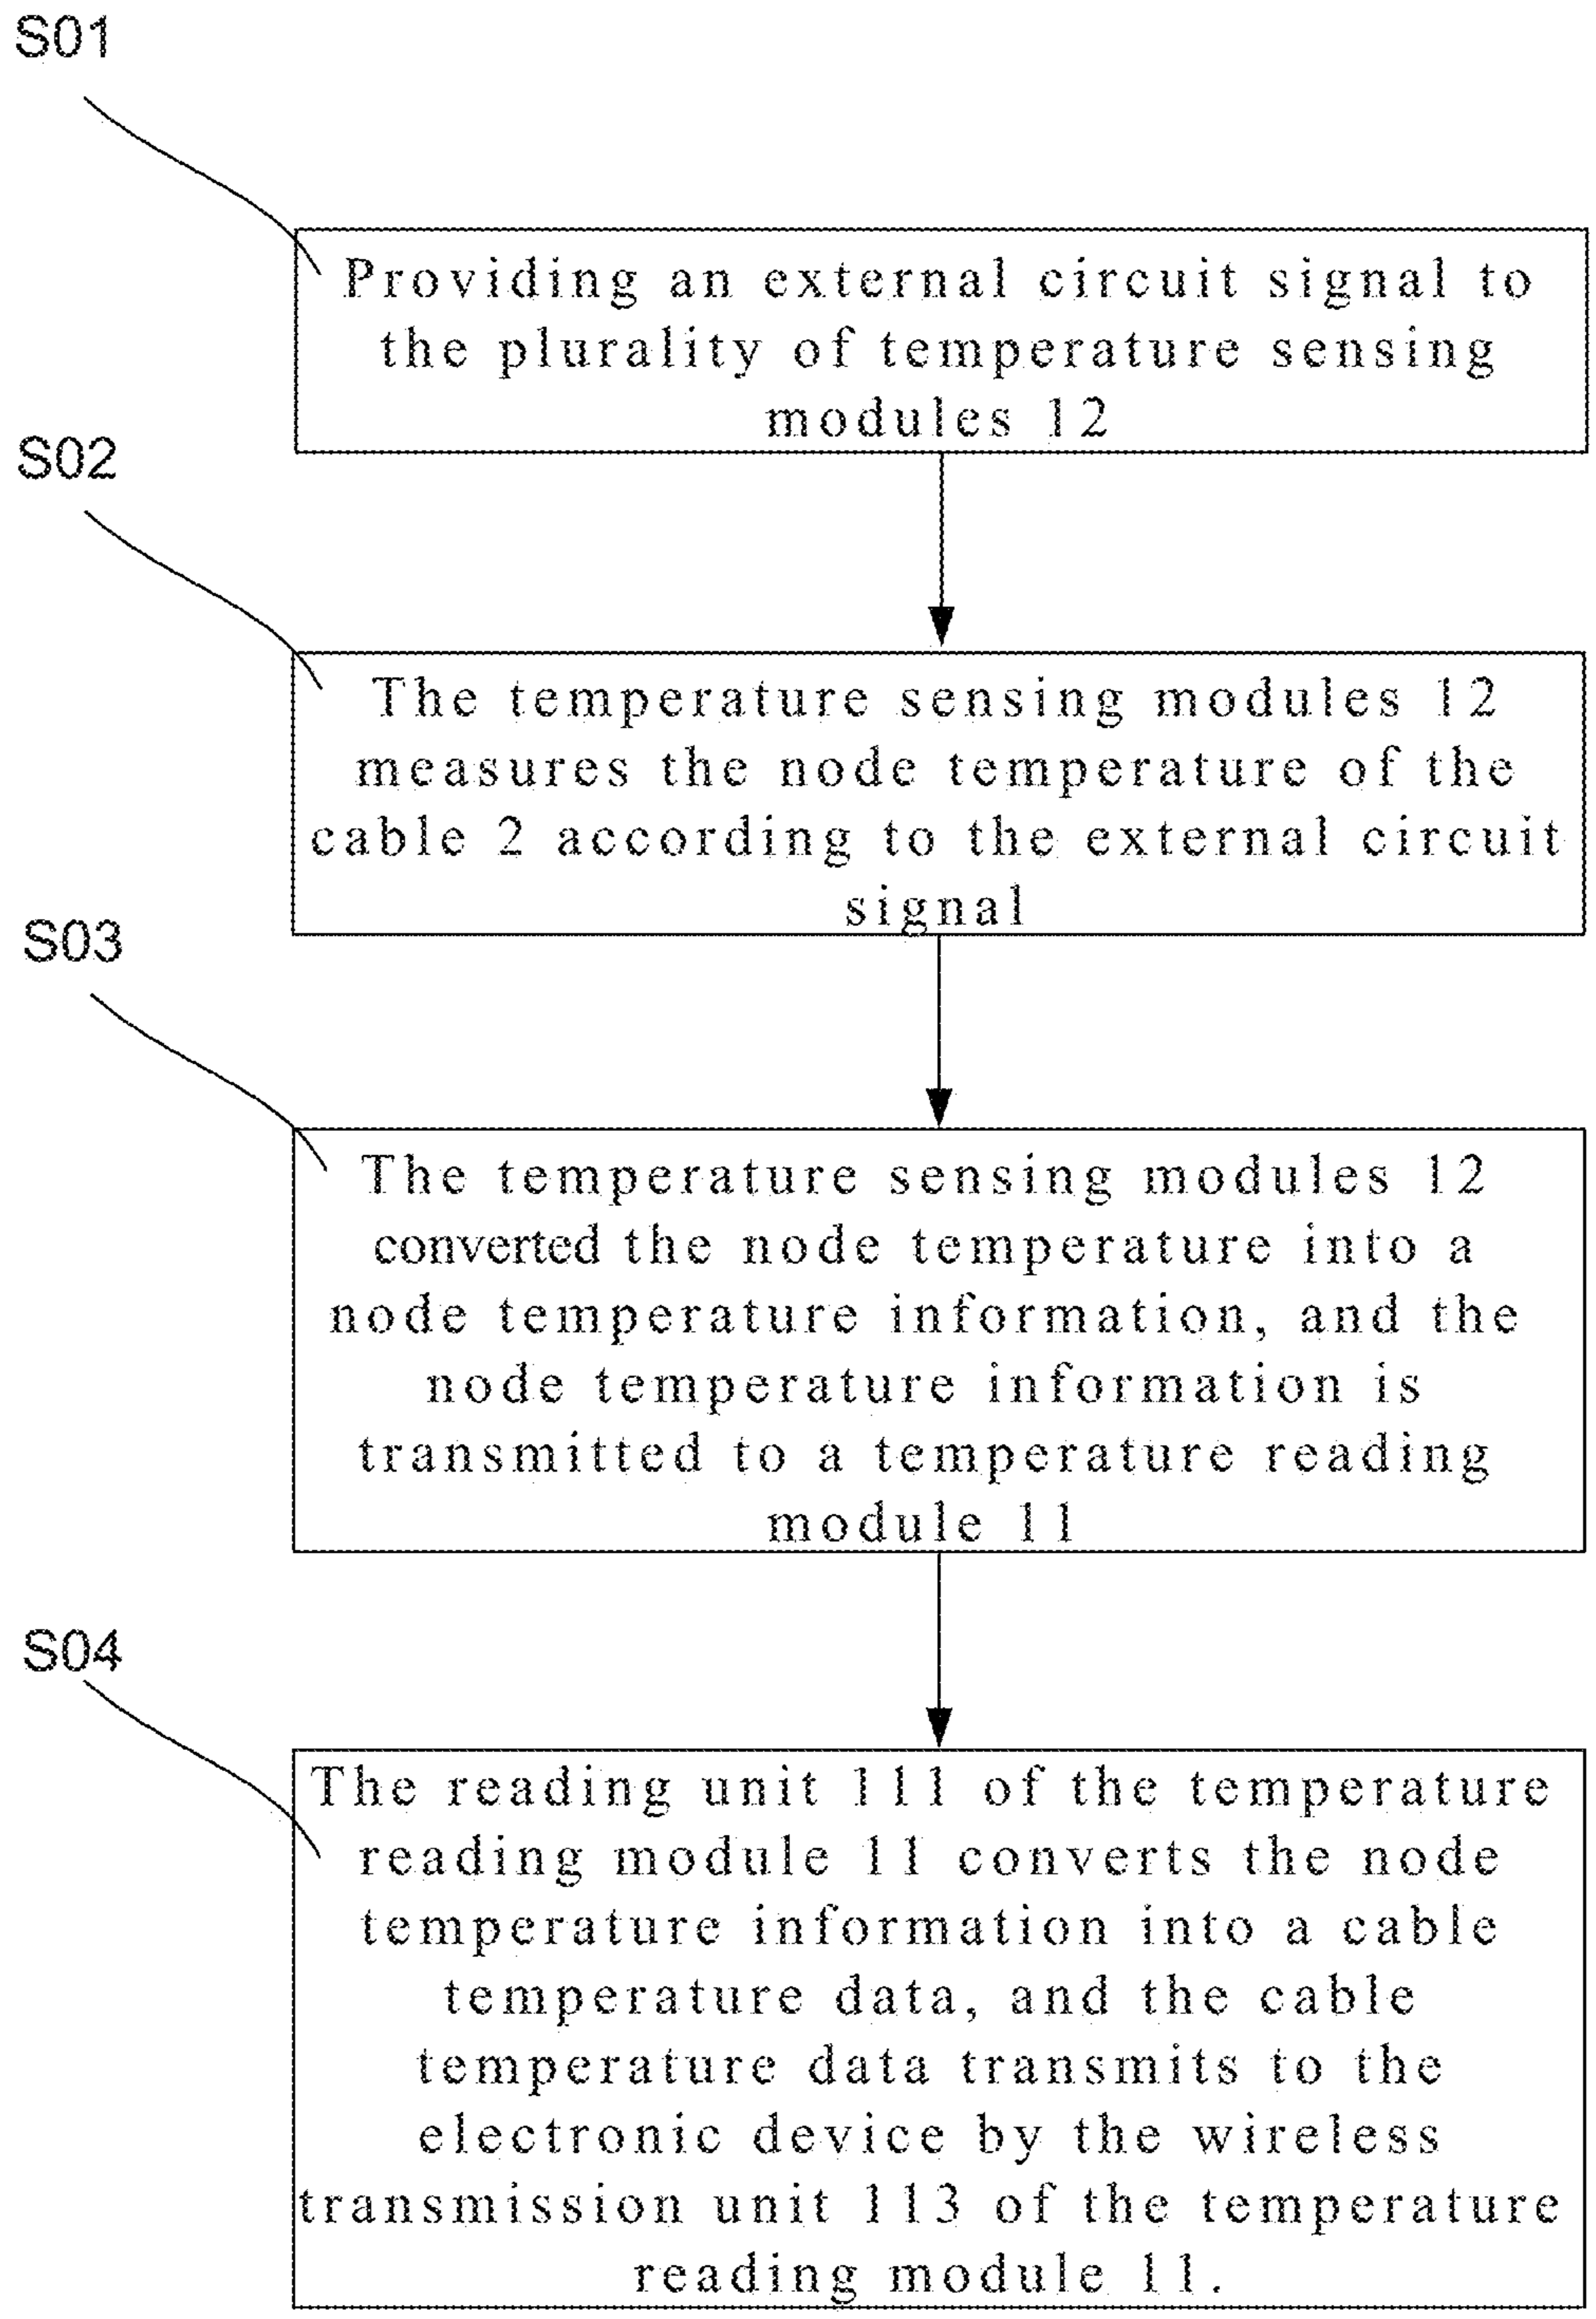 S01
Providing an external circuit signal to
the plurality of temperature sensing
modules 12
S02
The temperature sensing modules 12
measures the node temperature of the
cable 2 according to the external circuit
signal
S03
The temperature sensing modules 12
converted the node temperature into a
node temperature information, and the
node temperature information is
transmitted to a temperature reading
module 11
S04
The reading unit 111 of the temperature
reading module 11 converts the node
temperature information into a cable
temperature data, and the cable
temperature data transmits to the
electronic device by the wireless
transmission unit 113 of the temperature
reading module 11.